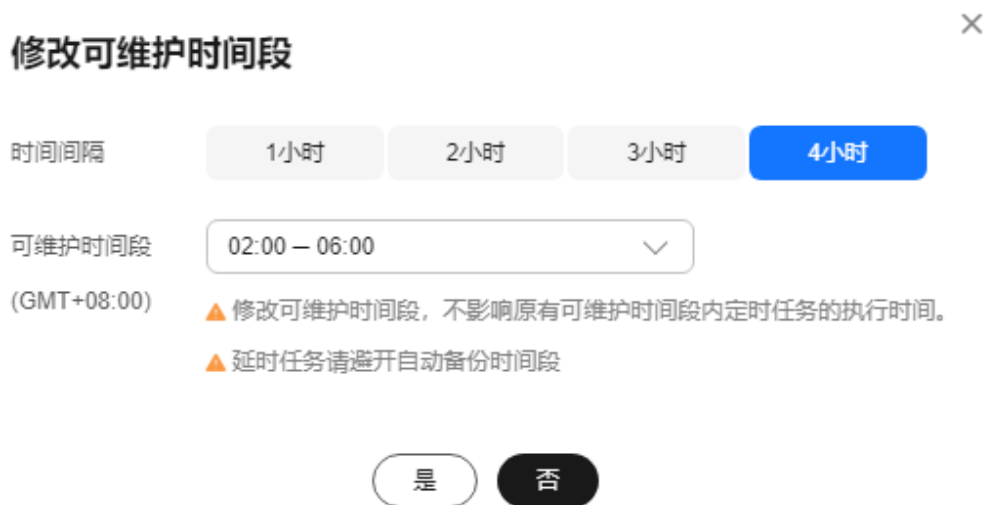 修改可维护时间段
时间间隔 1小时 2小时 3小时 4小时
可维护时间段 02:00 — 06:00
(GMT+08:00)
修改可维护时间段，不影响原有可维护时间段内定时任务的执行时间。
延时任务请避开自动备份时间段
是 否